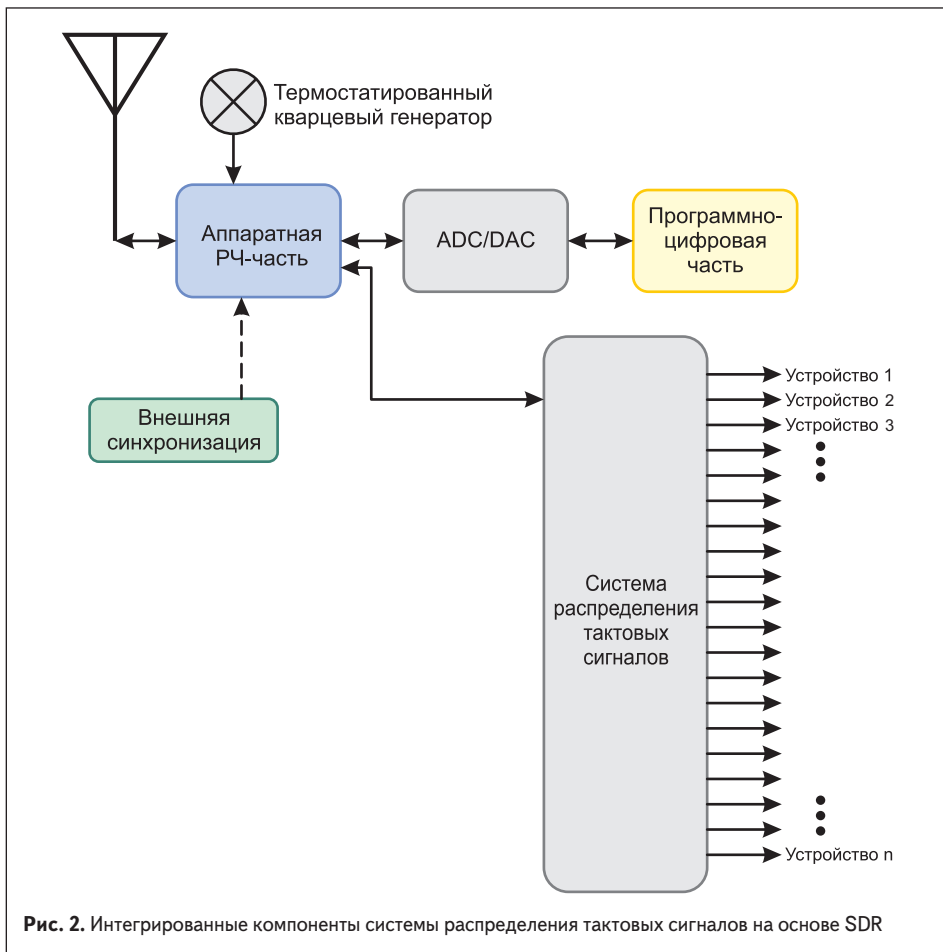 Термостатированный
кварцевый генератор
Аппаратная
РЧ-часть
ADC/DAC
Программно-
цифровая
часть
Внешняя
синхронизация
Устройство 1
Устройство 2
Устройство 3
Система
распределения
тактовых
сигналов
Устройство n
Рис. 2. Интегрированные компоненты системы распределения тактовых сигналов на основе SDR